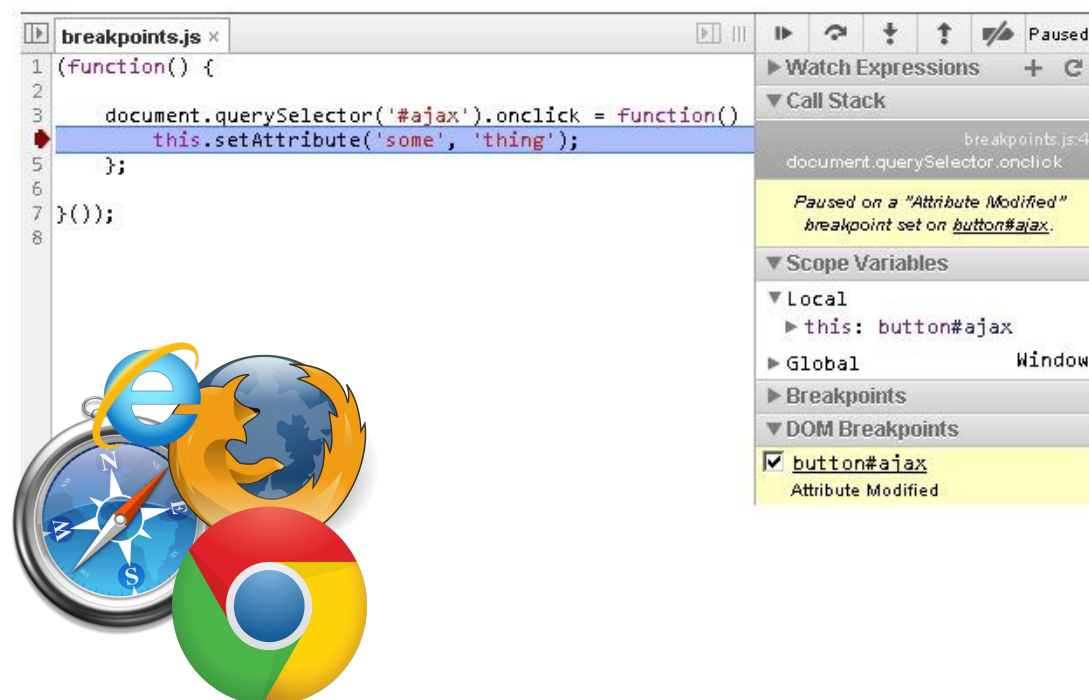 breakpoints.js ×
1 (function() {
2
3 document.querySelector('#ajax').onclick = function()
this.setAttribute('some', 'thing');
5 };
6
7 }());
8
Paused
Watch Expressions + C
Call Stack
breakpoints.js:4
document.querySelector.onclick
Paused on a "Attribute Modified"
breakpoint set on button#ajax.
Scope Variables
Local
this: button#ajax
Global Window
Breakpoints
DOM Breakpoints
button#ajax
Attribute Modified
N
E
S
W